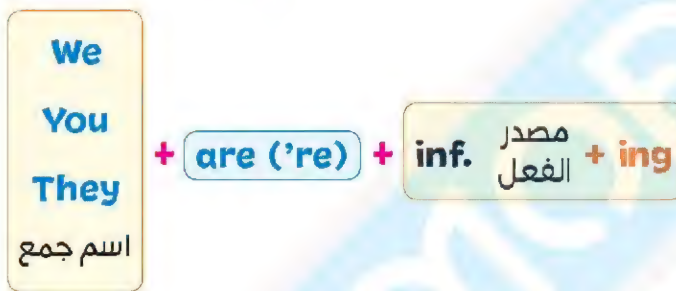 We
You
They
اسم جمع
+ are ('re) + inf. مصدر الفعل + ing